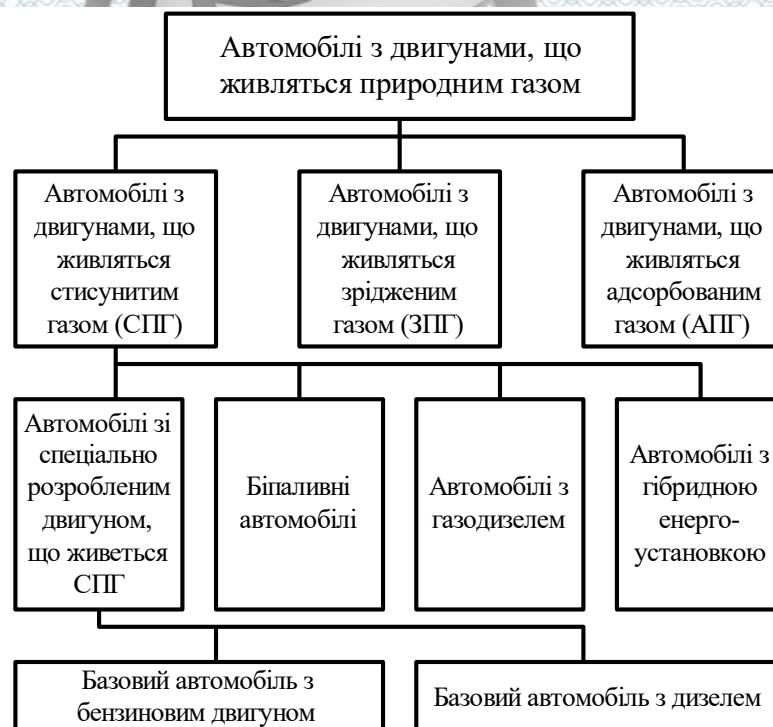 Автомобілі з двигунами, що
живляться природним газом
Автомобілі з
двигунами, що
живляться
стисунитим
газом (СПГ)
Автомобілі з
двигунами, що
живляться
зрідженим
газом (ЗПГ)
Автомобілі з
двигунами, що
живляться
адсорбованим
газом (АПГ)
Автомобілі зі
спеціально
розробленим
двигуном,
що живеться
СПГ
Біпаливні
автомобілі
Автомобілі з
газодизелем
Автомобілі з
гібридною
енерго-
установкою
Базовий автомобіль з
бензиновим двигуном
Базовий автомобіль з дизелем